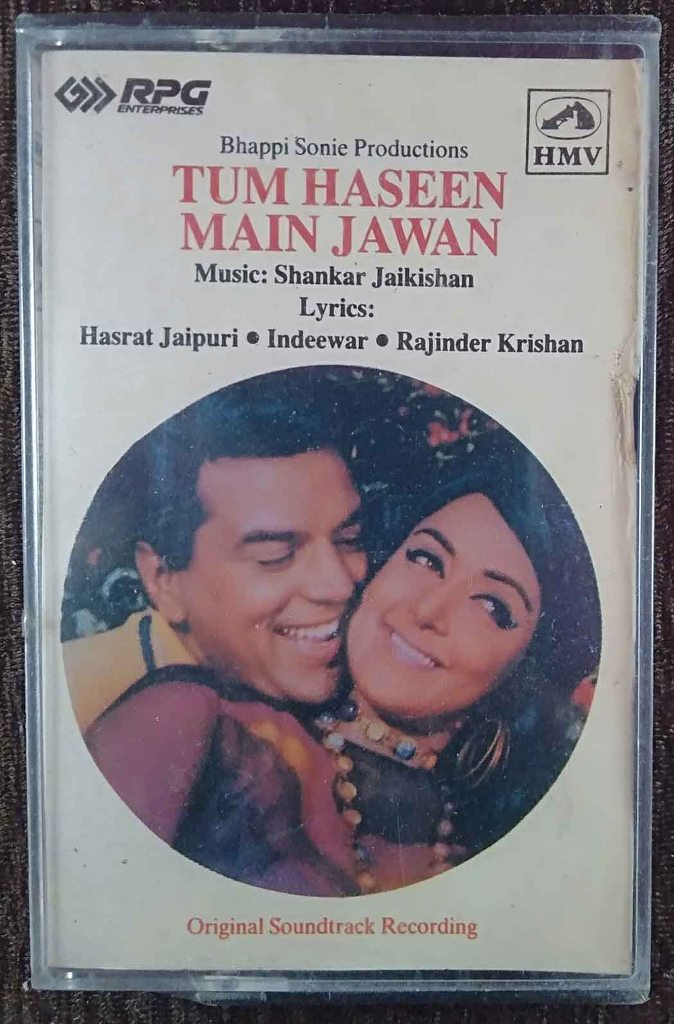 RPG
ENTERPRISES
HMV
Bhappi Sonie Productions
TUM HASEEN
MAIN JAWAN
Music: Shankar Jaikishan
Lyrics:
Hasrat Jaipuri • Indeewar • Rajinder Krishan
Original Soundtrack Recording